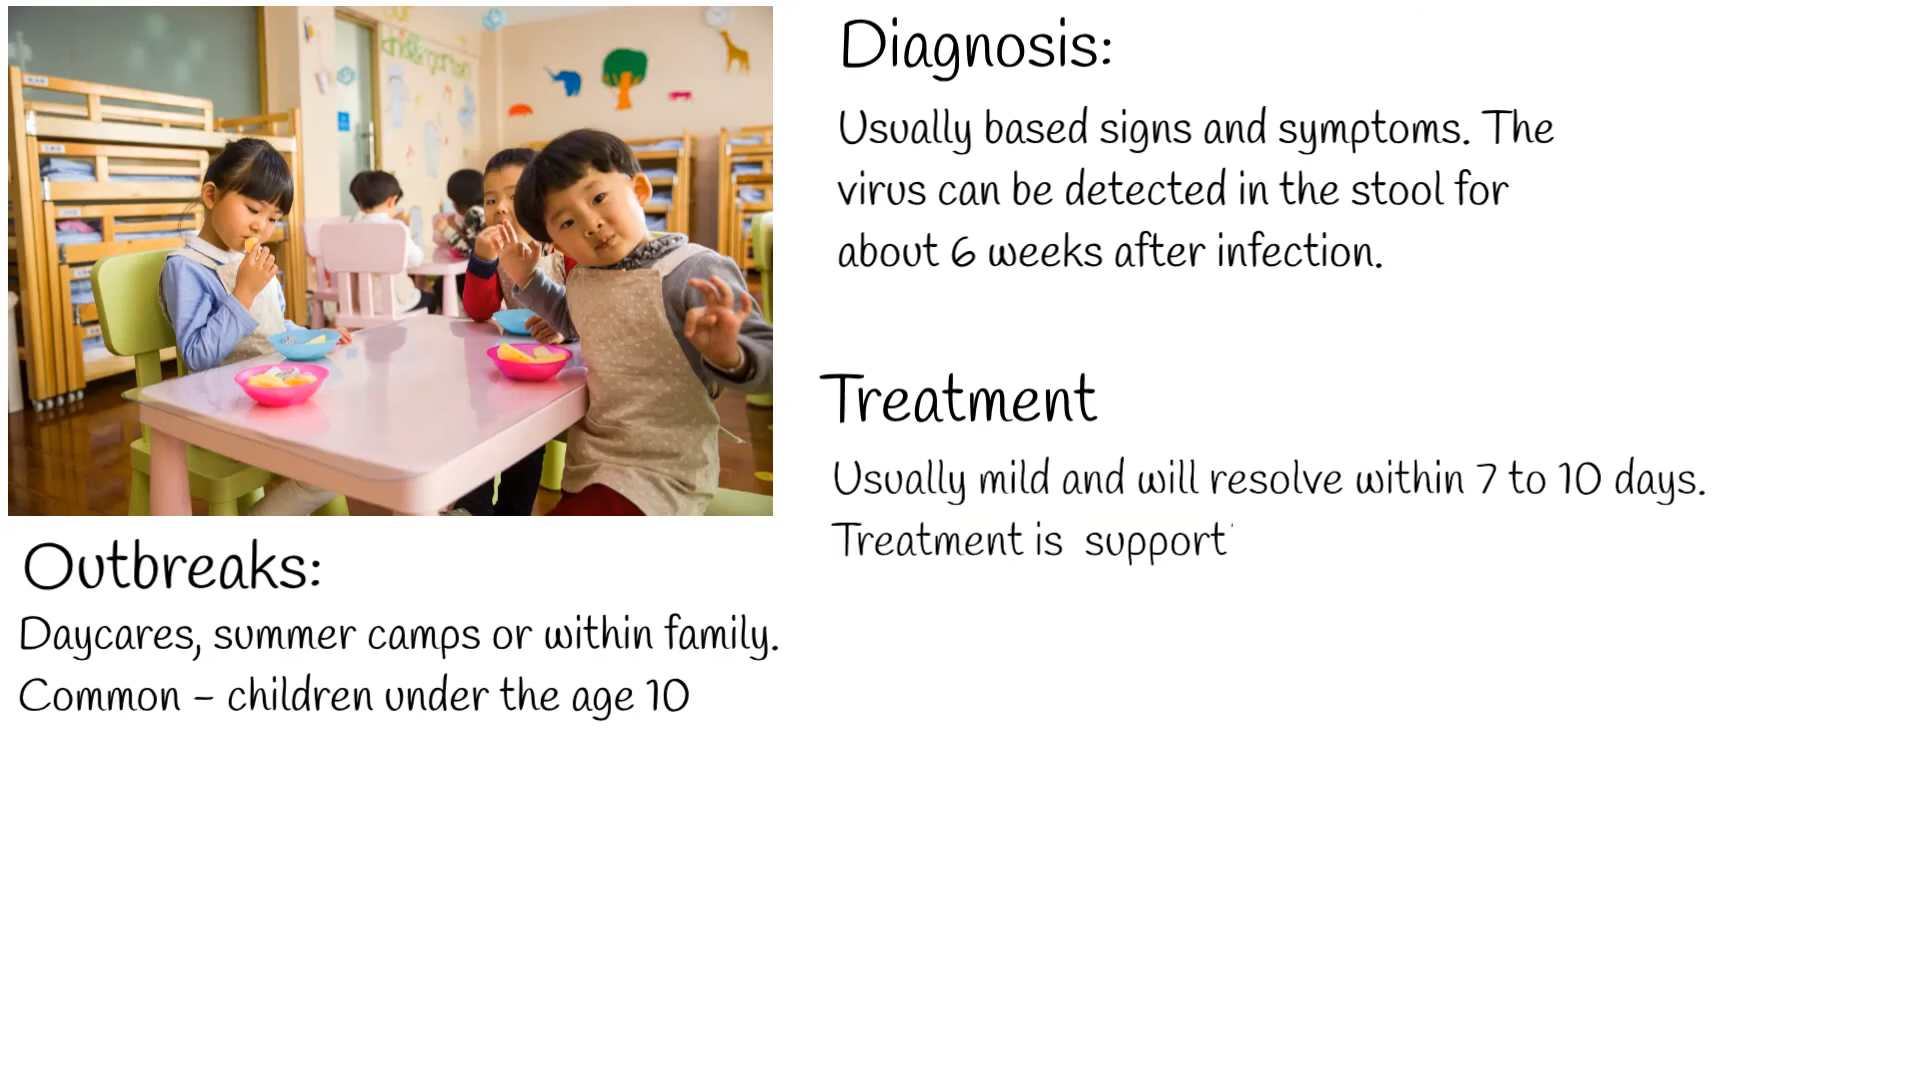 Diagnosis:
Usually based signs and symptoms. The
virus can be detected in the stool for
about 6 weeks after infection.
Treatment
Usually mild and will resolve within 7 to 10 days.
Treatment is support
Outbreaks:
Daycares, summer camps or within family.
Common – children under the age 10